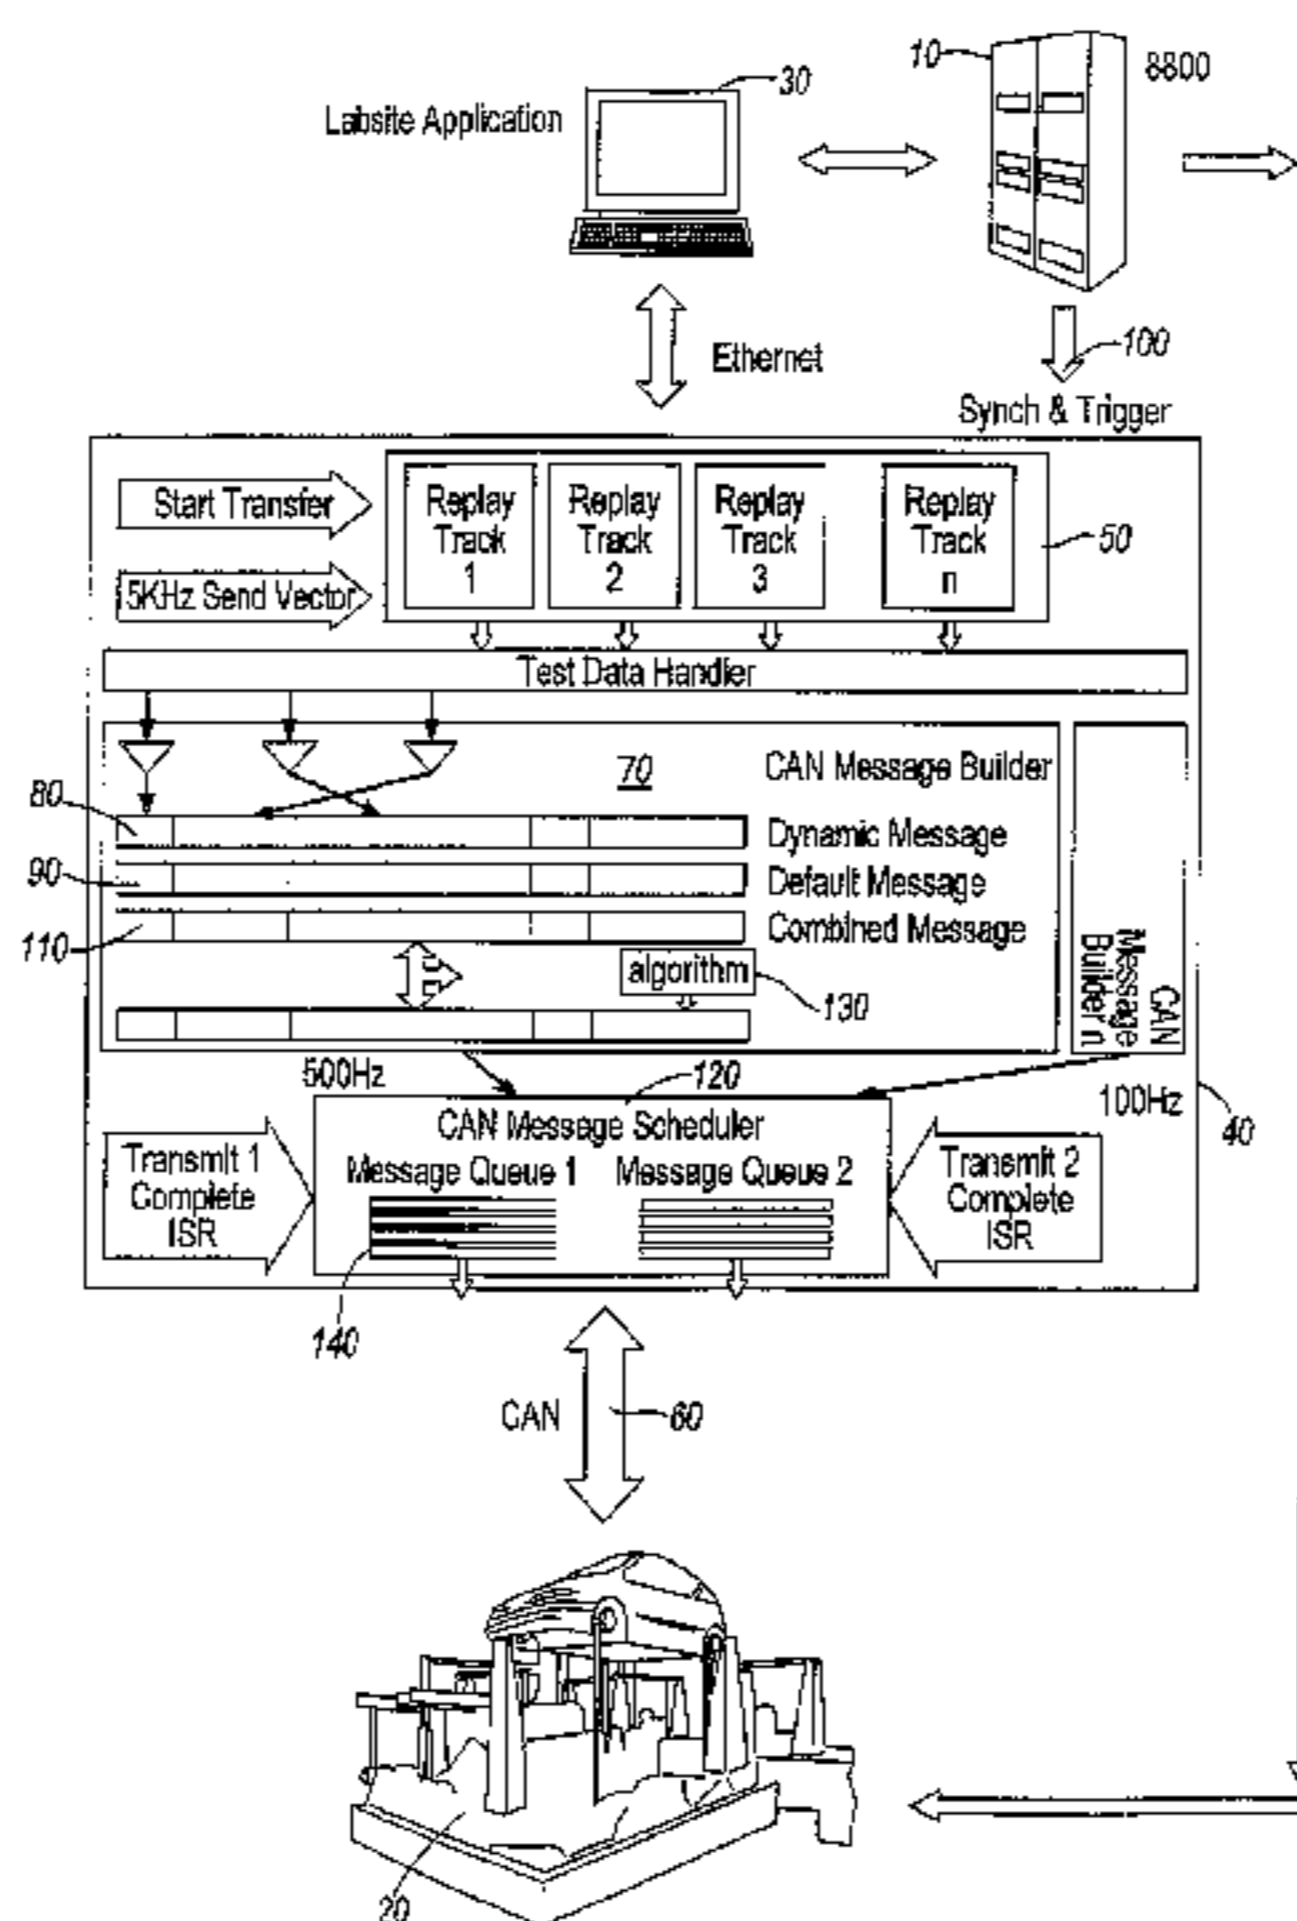 10
8800
30
Labsite Application
Ethernet
100
Synch & Trigger
Start Transfer
5KHz Send Vector
Replay Track 1
Replay Track 2
Replay Track 3
Replay Track n
50
Test Data Handler
70
CAN Message Builder
80
Dynamic Message
90
Default Message
110
Combined Message
algorithm
130
CAN Message Builder n
500Hz
120
100Hz
40
CAN Message Scheduler
Message Queue 1
Message Queue 2
Transmit 1 Complete ISR
Transmit 2 Complete ISR
140
CAN
60
20